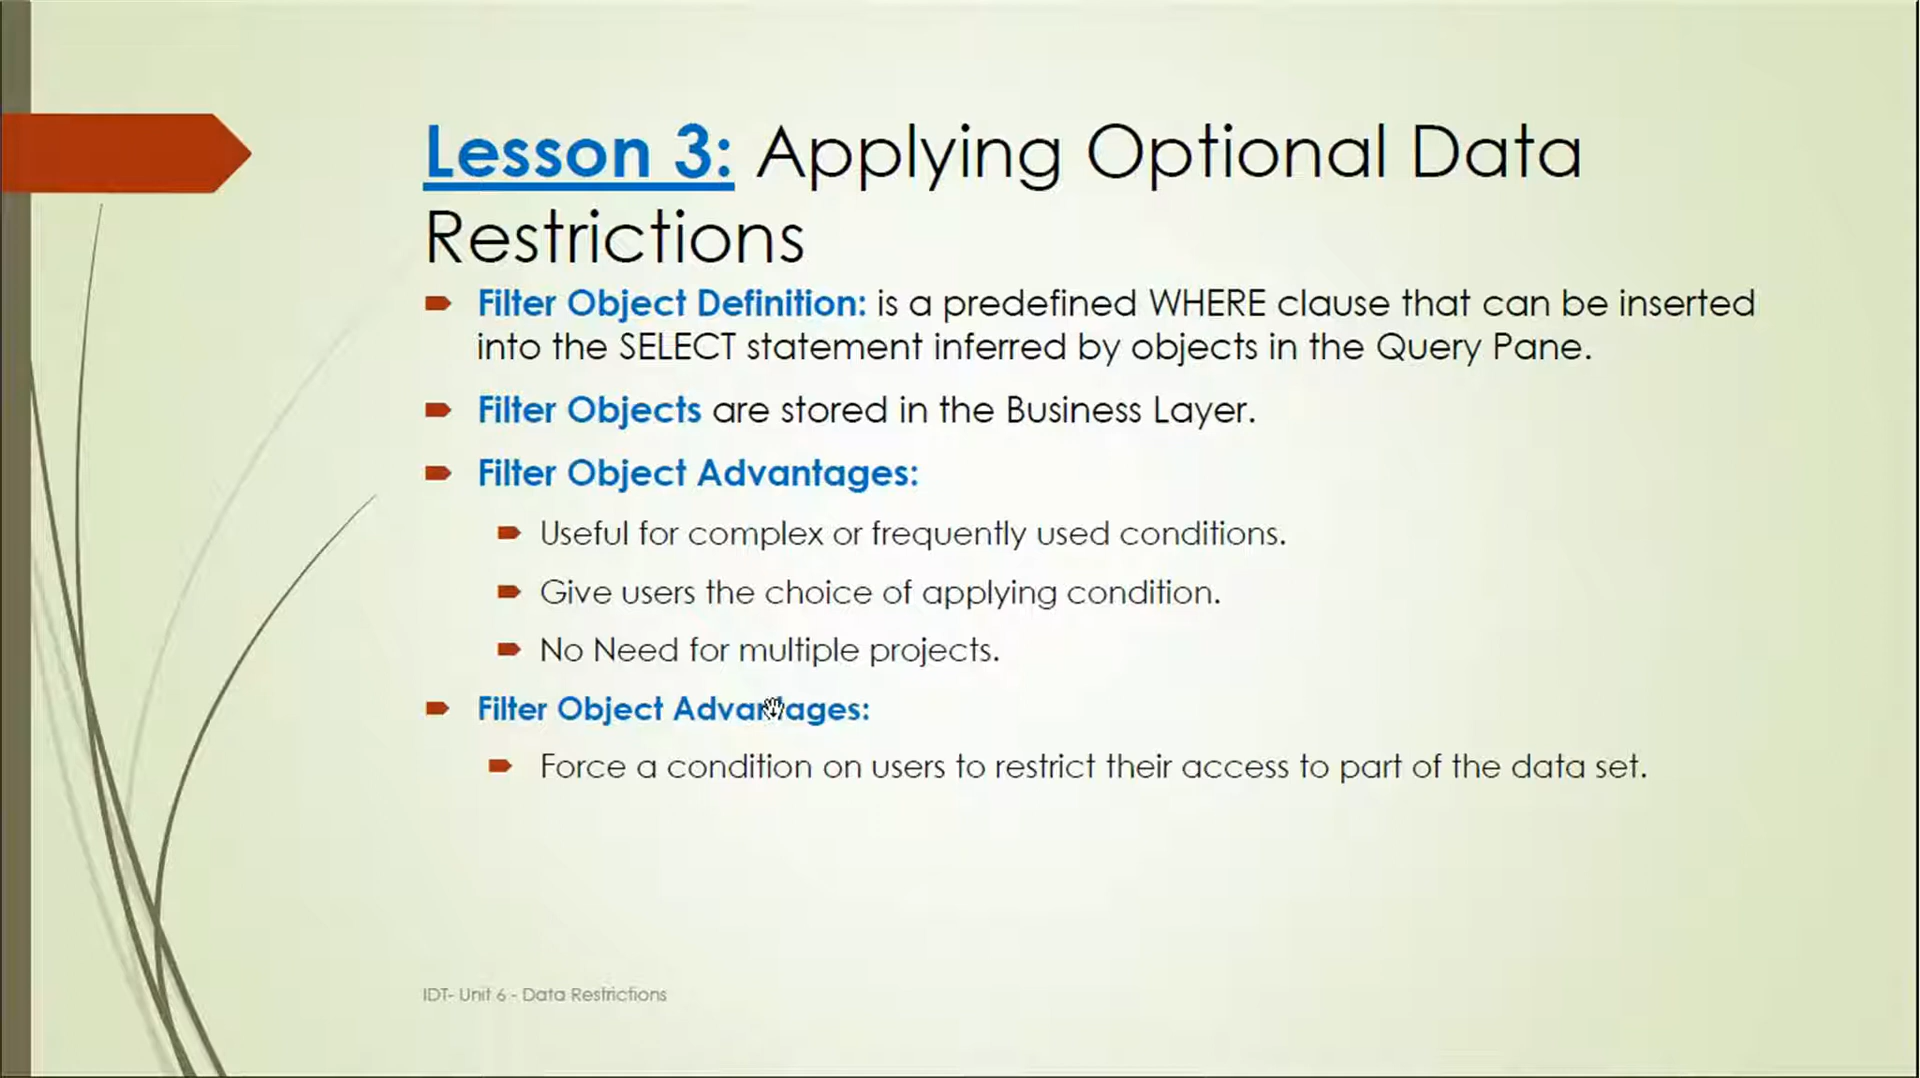 Lesson 3: Applying Optional Data
Restrictions
Filter Object Definition: is a predefined WHERE clause that can be inserted
into the SELECT statement inferred by objects in the Query Pane.
Filter Objects are stored in the Business Layer.
Filter Object Advantages:
Useful for complex or frequently used conditions.
Give users the choice of applying condition.
No Need for multiple projects.
Filter Object Advantages:
Force a condition on users to restrict their access to part of the data set.
IDT- Unit 6 - Data Restrictions